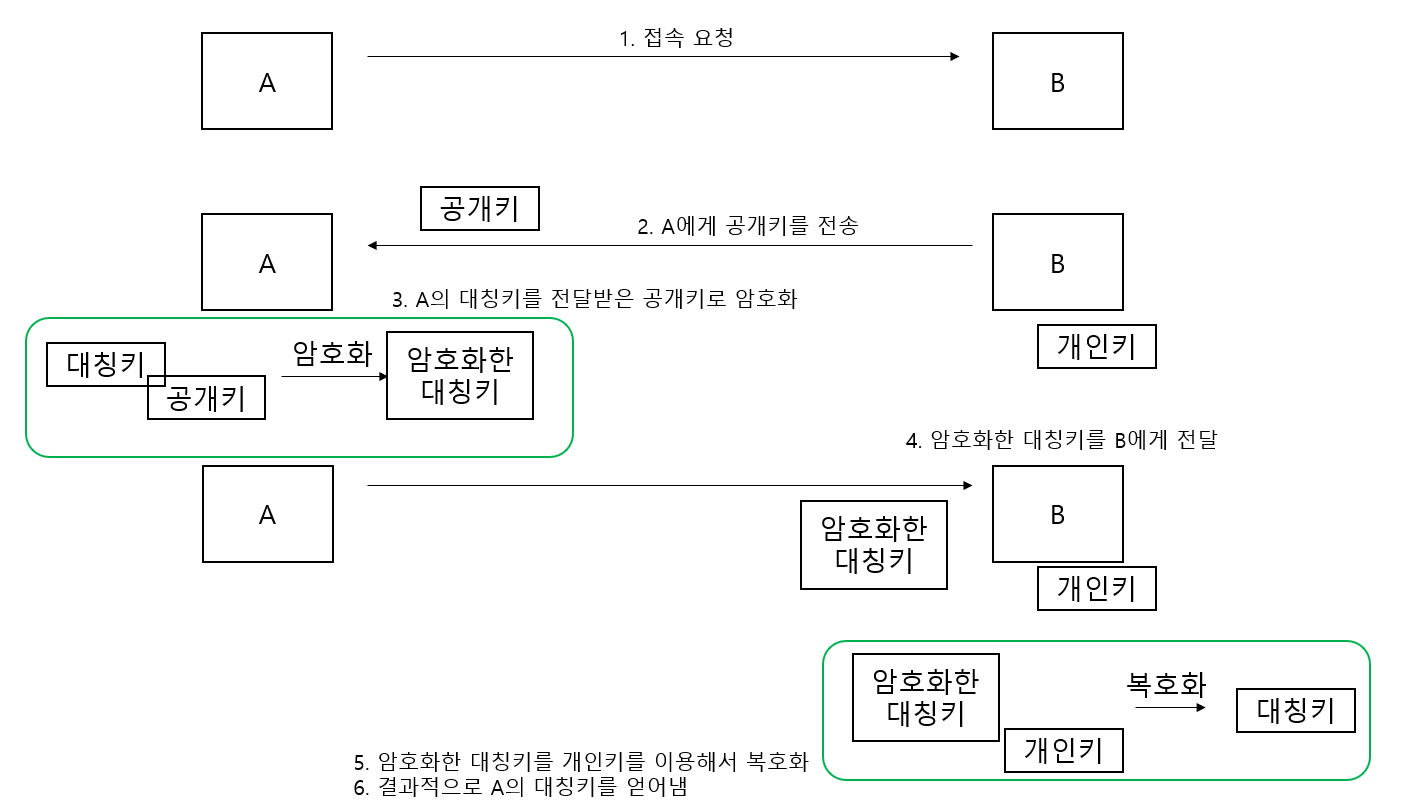 1. 접속 요청
A
B
공개키
2. A에게 공개키를 전송
A
B
3. A의 대칭키를 전달받은 공개키로 암호화
개인키
대칭키
공개키
암호화
암호화한
대칭키
4. 암호화한 대칭키를 B에게 전달
A
B
암호화한
대칭키
개인키
암호화한
대칭키
개인키
복호화
대칭키
5. 암호화한 대칭키를 개인키를 이용해서 복호화
6. 결과적으로 A의 대칭키를 얻어냄